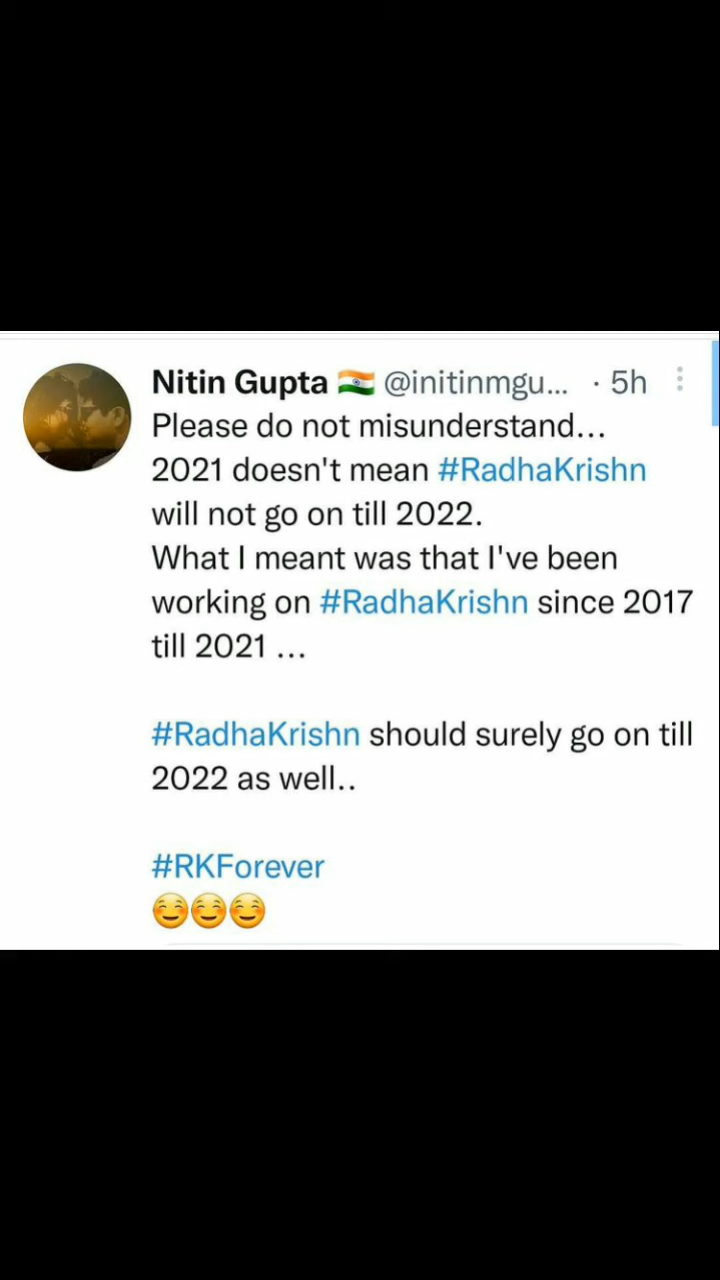 Nitin Gupta 🇮🇳 @initinmgu... · 5h
Please do not misunderstand...
2021 doesn't mean #RadhaKrishn
will not go on till 2022.
What I meant was that I've been
working on #RadhaKrishn since 2017
till 2021 ...
#RadhaKrishn should surely go on till
2022 as well..
#RKForever
☺️☺️☺️